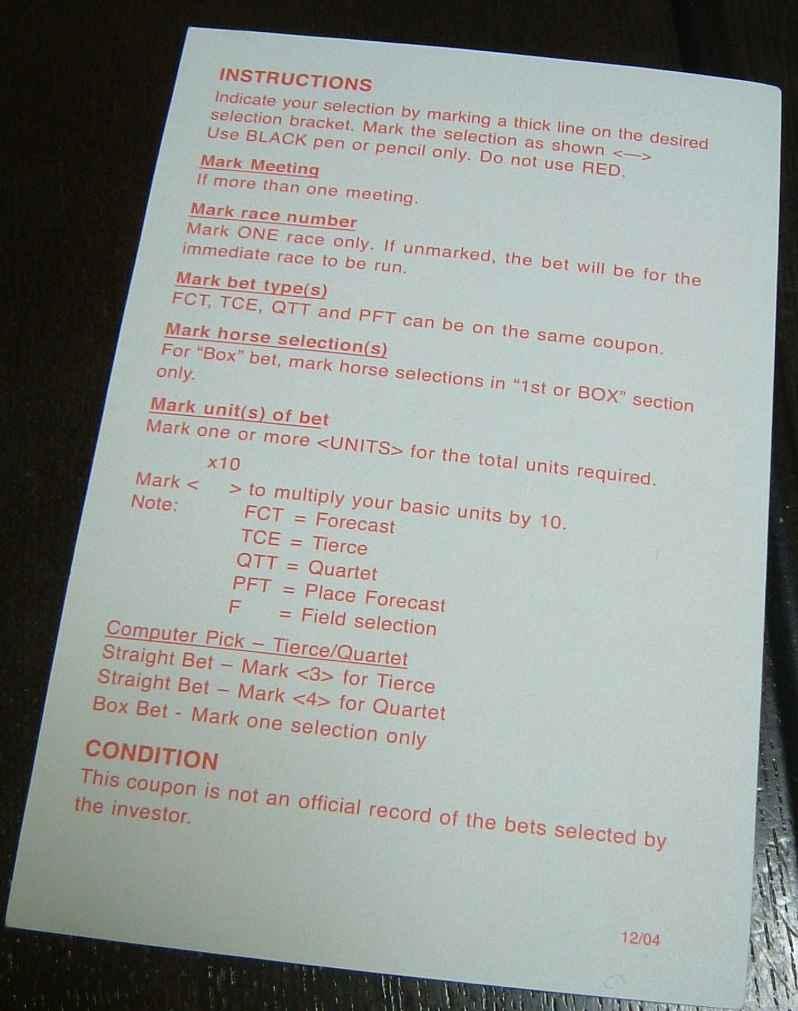 INSTRUCTIONS
Indicate your selection by marking a thick line on the desired
selection bracket. Mark the selection as shown <—>
Use BLACK pen or pencil only. Do not use RED.
Mark Meeting
If more than one meeting.
Mark race number
Mark ONE race only. If unmarked, the bet will be for the
immediate race to be run.
Mark bet type(s)
FCT, TCE, QTT and PFT can be on the same coupon.
Mark horse selection(s)
For “Box” bet, mark horse selections in “1st or BOX” section
only.
Mark unit(s) of bet
Mark one or more <UNITS> for the total units required.
x10
Mark < > to multiply your basic units by 10.
Note: FCT = Forecast
TCE = Tierce
QTT = Quartet
PFT = Place Forecast
F = Field selection
Computer Pick – Tierce/Quartet
Straight Bet – Mark <3> for Tierce
Straight Bet – Mark <4> for Quartet
Box Bet - Mark one selection only
CONDITION
This coupon is not an official record of the bets selected by
the investor.
12/04